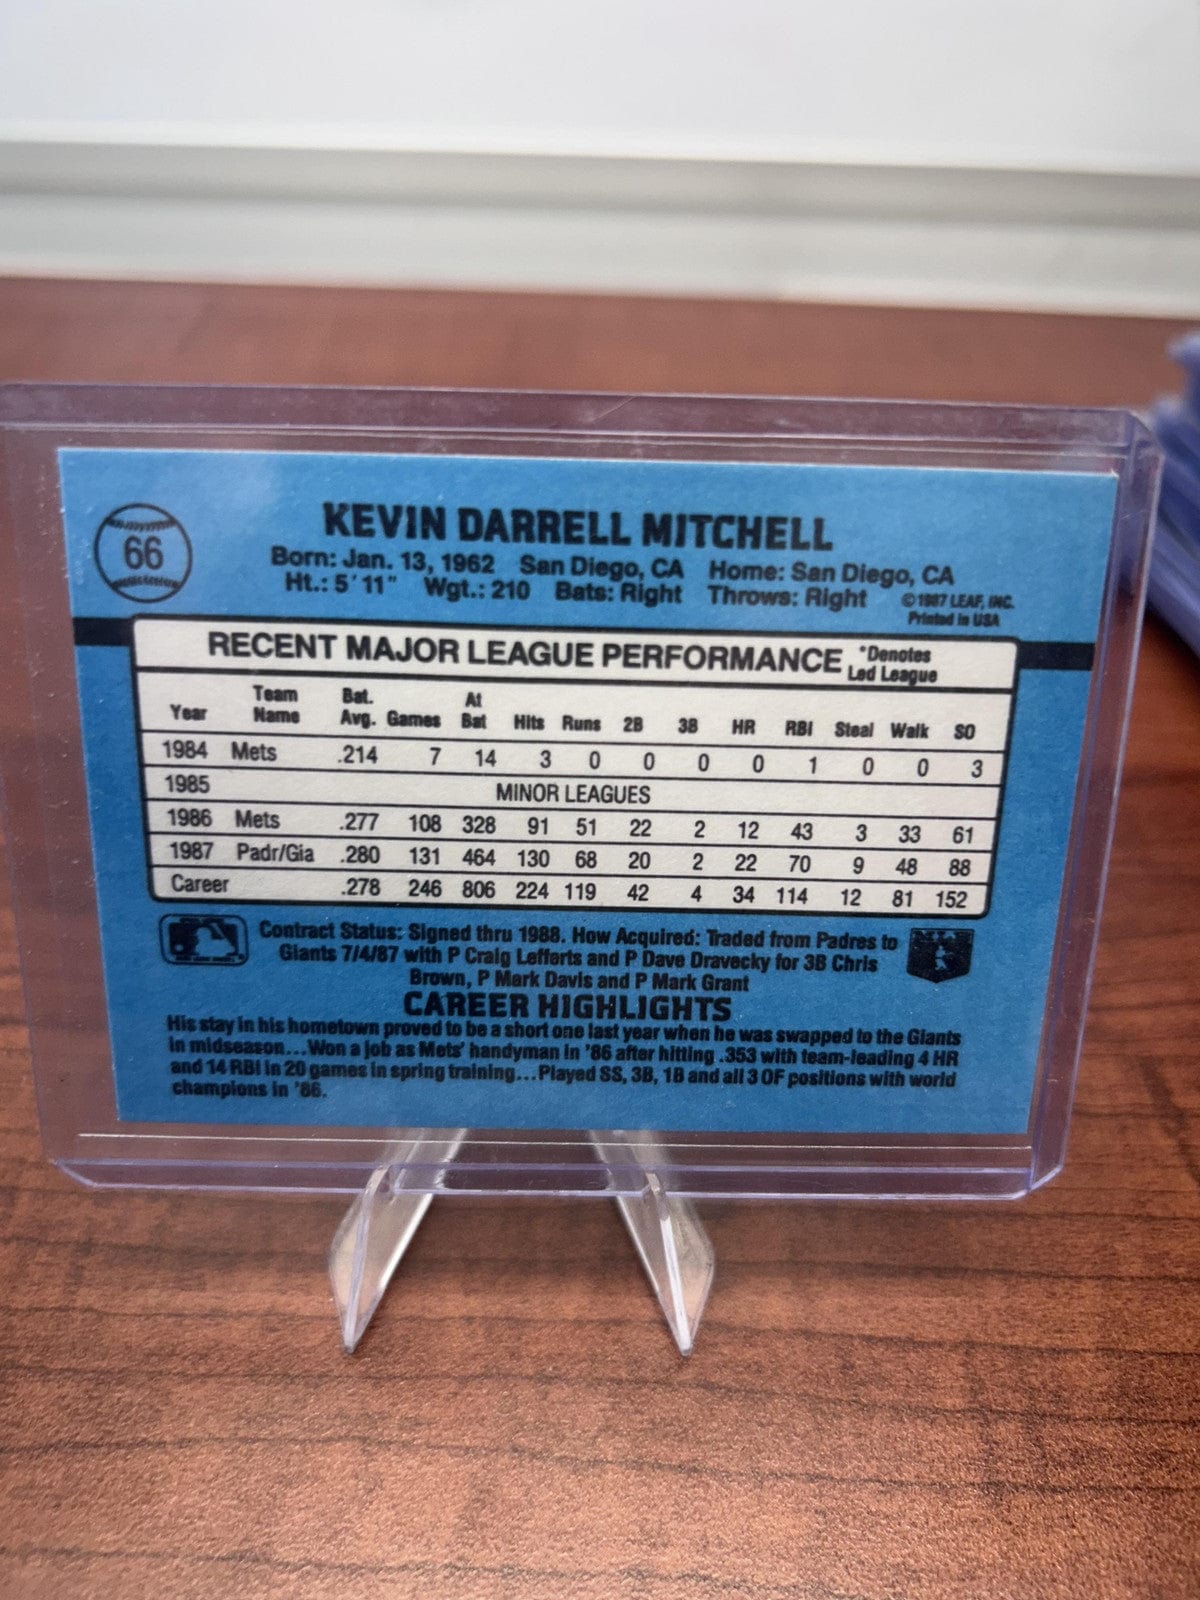 66
KEVIN DARRELL MITCHELL
Born: Jan. 13, 1962 San Diego, CA Home: San Diego, CA
Ht.: 5'11" Wgt.: 210 Bats: Right Throws: Right © 1987 LEAF, INC.
Printed in USA
RECENT MAJOR LEAGUE PERFORMANCE *Denotes Led League
Year Team Name Bat. Avg. Games At Bat Hits Runs 2B 3B HR RBI Steal Walk SO
1984 Mets .214 7 14 3 0 0 0 0 1 0 0 3
1985 MINOR LEAGUES
1986 Mets .277 108 328 91 51 22 2 12 43 3 33 61
1987 Padr/Gia .280 131 464 130 68 20 2 22 70 9 48 88
Career .278 246 806 224 119 42 4 34 114 12 81 152
Contract Status: Signed thru 1988. How Acquired: Traded from Padres to
Giants 7/4/87 with P Craig Lefferts and P Dave Dravecky for 3B Chris
Brown, P Mark Davis and P Mark Grant
CAREER HIGHLIGHTS
His stay in his hometown proved to be a short one last year when he was swapped to the Giants
in midseason...Won a job as Mets' handyman in '86 after hitting .353 with team-leading 4 HR
and 14 RBI in 20 games in spring training...Played SS, 3B, 1B and all 3 OF positions with world
champions in '86.